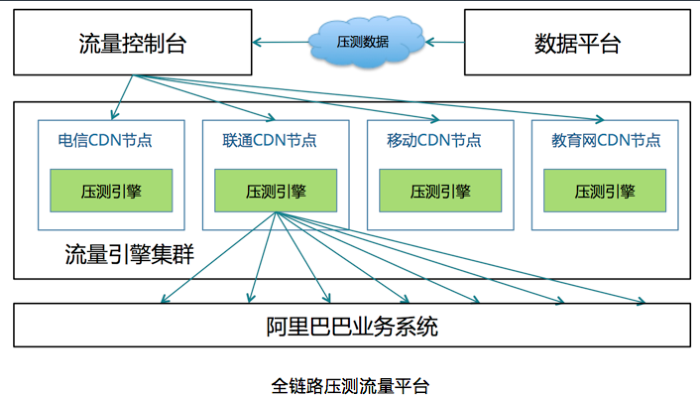 流量控制台
压测数据
数据平台
电信CDN节点
联通CDN节点
移动CDN节点
教育网CDN节点
压测引擎
压测引擎
压测引擎
压测引擎
流量引擎集群
阿里巴巴业务系统
全链路压测流量平台